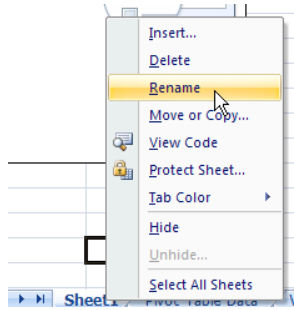 Insert...
Delete
Rename
Move or Copy...
View Code
Protect Sheet...
Tab Color
Hide
Unhide...
Select All Sheets
Sheet1 Pivot Table Data